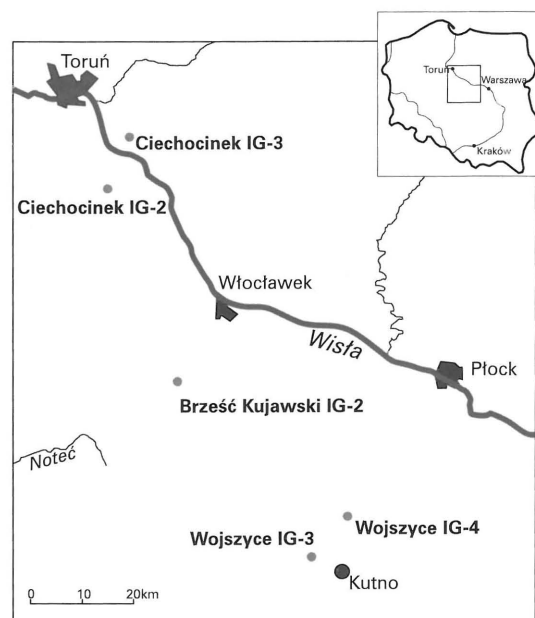 Toruń
Toruń
Warszawa
Kraków
Ciechocinek IG-3
Ciechocinek IG-2
Włocławek
Wisła
Płock
Brześć Kujawski IG-2
Noteć
Wojszyce IG-4
Wojszyce IG-3
Kutno
0 10 20km